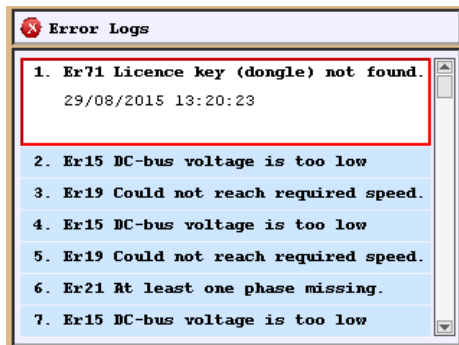 Error Logs
1. Er71 Licence key (dongle) not found.
29/08/2015 13:20:23
2. Er15 DC-bus voltage is too low
3. Er19 Could not reach required speed.
4. Er15 DC-bus voltage is too low
5. Er19 Could not reach required speed.
6. Er21 At least one phase missing.
7. Er15 DC-bus voltage is too low